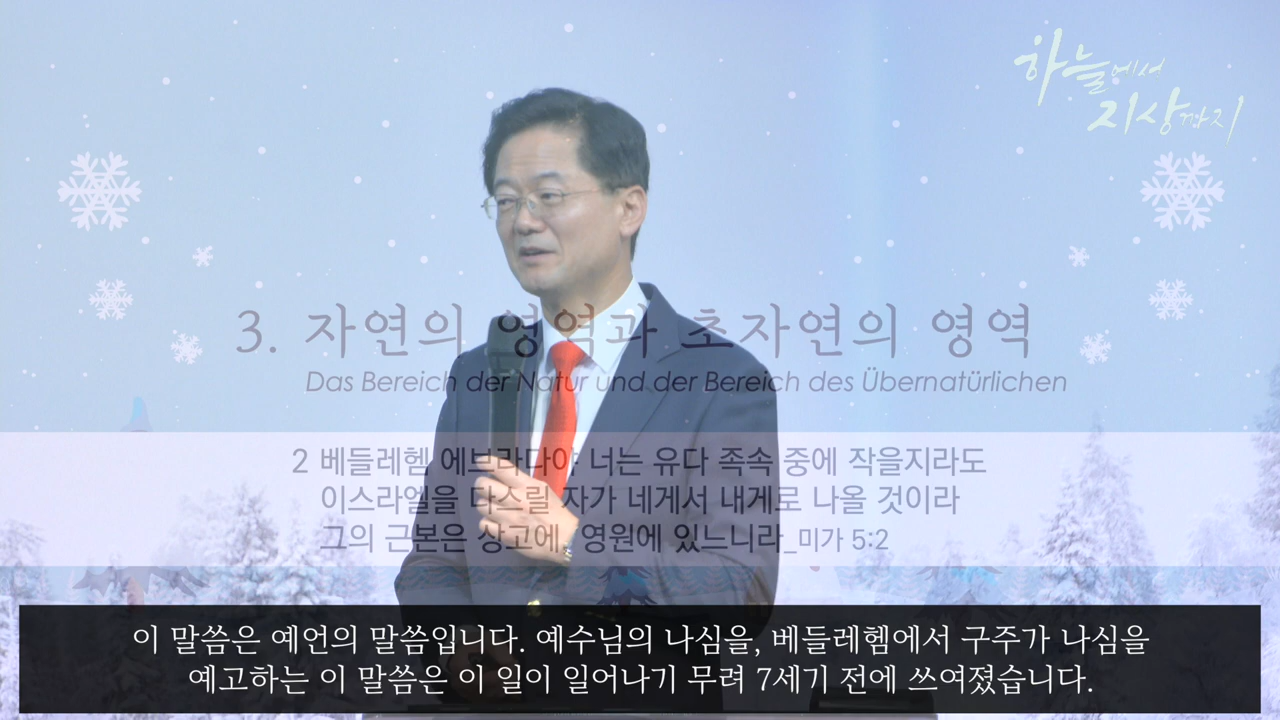 하늘에서
지상까지
3. 자연의 영역과 초자연의 영역
Das Bereich der Natur und der Bereich des Übernatürlichen
2 베들레헴 에브라다야 너는 유다 족속 중에 작을지라도
이스라엘을 다스릴 자가 네게서 내게로 나올 것이라
그의 근본은 상고에, 영원에 있느니라_미가 5:2
이 말씀은 예언의 말씀입니다. 예수님의 나심을, 베들레헴에서 구주가 나심을
예고하는 이 말씀은 이 일이 일어나기 무려 7세기 전에 쓰여졌습니다.